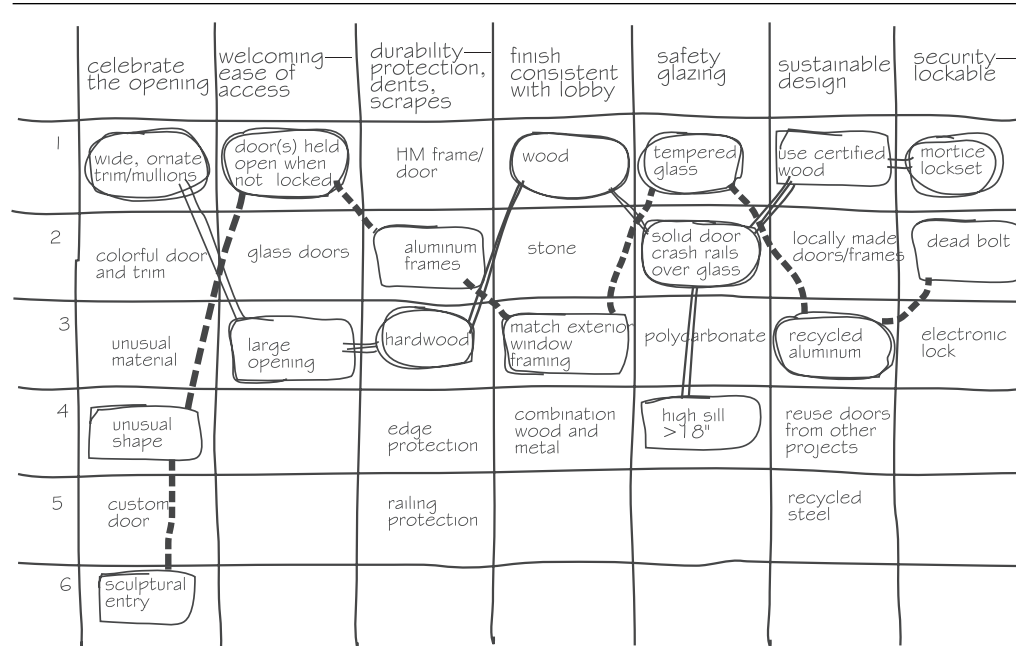 celebrate
the opening
welcoming—
ease of
access
durability—
protection,
dents,
scrapes
finish
consistent
with lobby
safety
glazing
sustainable
design
security—
lockable
1
wide, ornate
trim/mullions
door(s) held
open when
not locked
HM frame/
door
wood
tempered
glass
use certified
wood
mortice
lockset
2
colorful door
and trim
glass doors
aluminum
frames
stone
solid door
crash rails
over glass
locally made
doors/frames
dead bolt
3
unusual
material
large
opening
hardwood
match exterior
window
framing
polycarbonate
recycled
aluminum
electronic
lock
4
unusual
shape
edge
protection
combination
wood and
metal
high sill
>18"
reuse doors
from other
projects
5
custom
door
railing
protection
recycled
steel
6
sculptural
entry